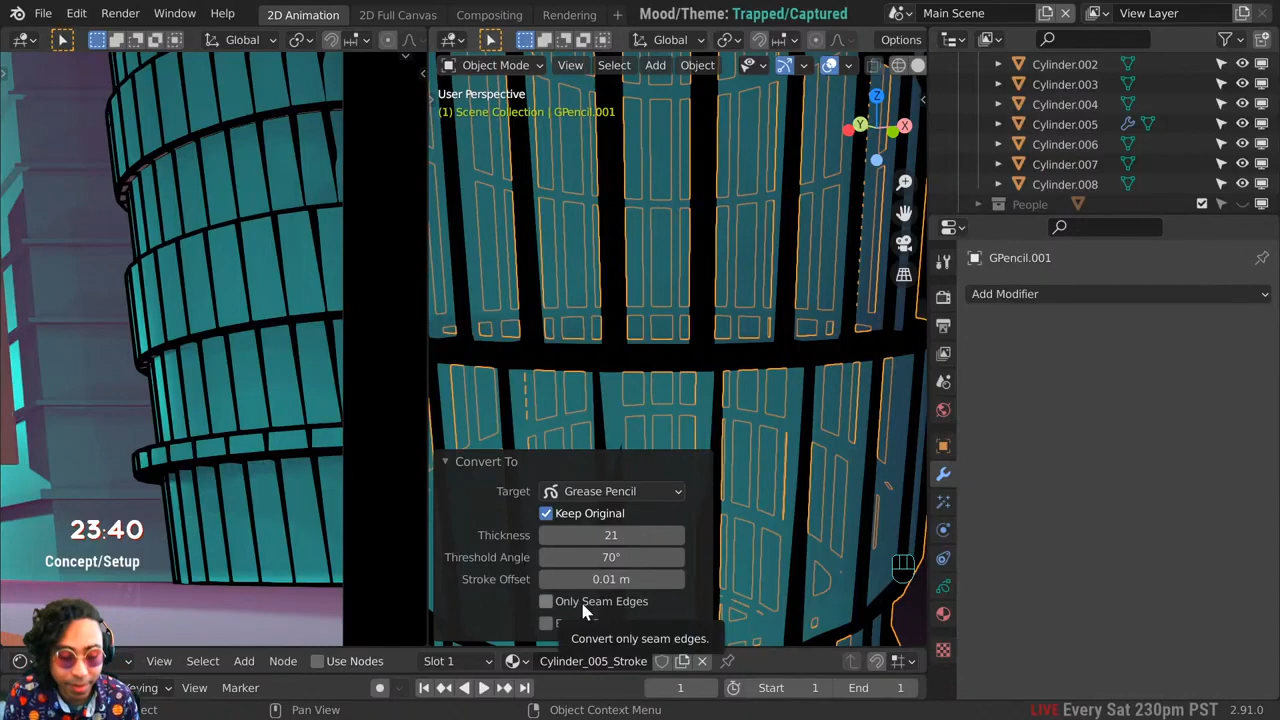 File Edit Render Window Help 2D Animation 2D Full Canvas Compositing Rendering + Mood/Theme: Trapped/Captured Main Scene View Layer
Global Global Options
Object Mode View Select Add Object
User Perspective
(1) Scene Collection | GPencil.001
Z
Y
X
Cylinder.002
Cylinder.003
Cylinder.004
Cylinder.005
Cylinder.006
Cylinder.007
Cylinder.008
People
GPencil.001
Add Modifier
Convert To
Target Grease Pencil
Keep Original
Thickness 21
Threshold Angle 70°
Stroke Offset 0.01 m
Only Seam Edges
Convert only seam edges.
23:40
Concept/Setup
View Select Add Node Use Nodes Slot 1 Cylinder_005_Stroke
View Marker 1 Start 1 End 1
Pan View Object Context Menu LIVE Every Sat 230pm PST 2.91.0